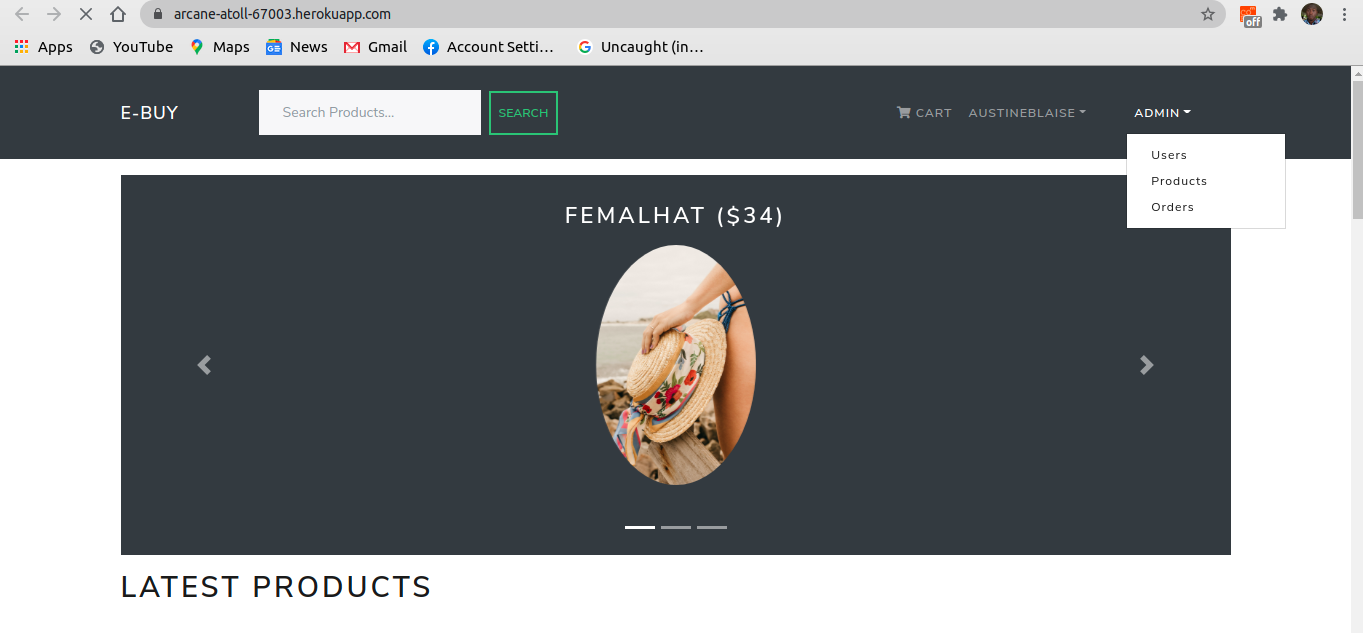 arcane-atoll-67003.herokuapp.com
off
Apps YouTube Maps News Gmail Account Setti... Uncaught (in...
E-BUY Search Products... SEARCH CART AUSTINEBLAISE ADMIN
Users
Products
Orders
FEMALHAT ($34)
LATEST PRODUCTS